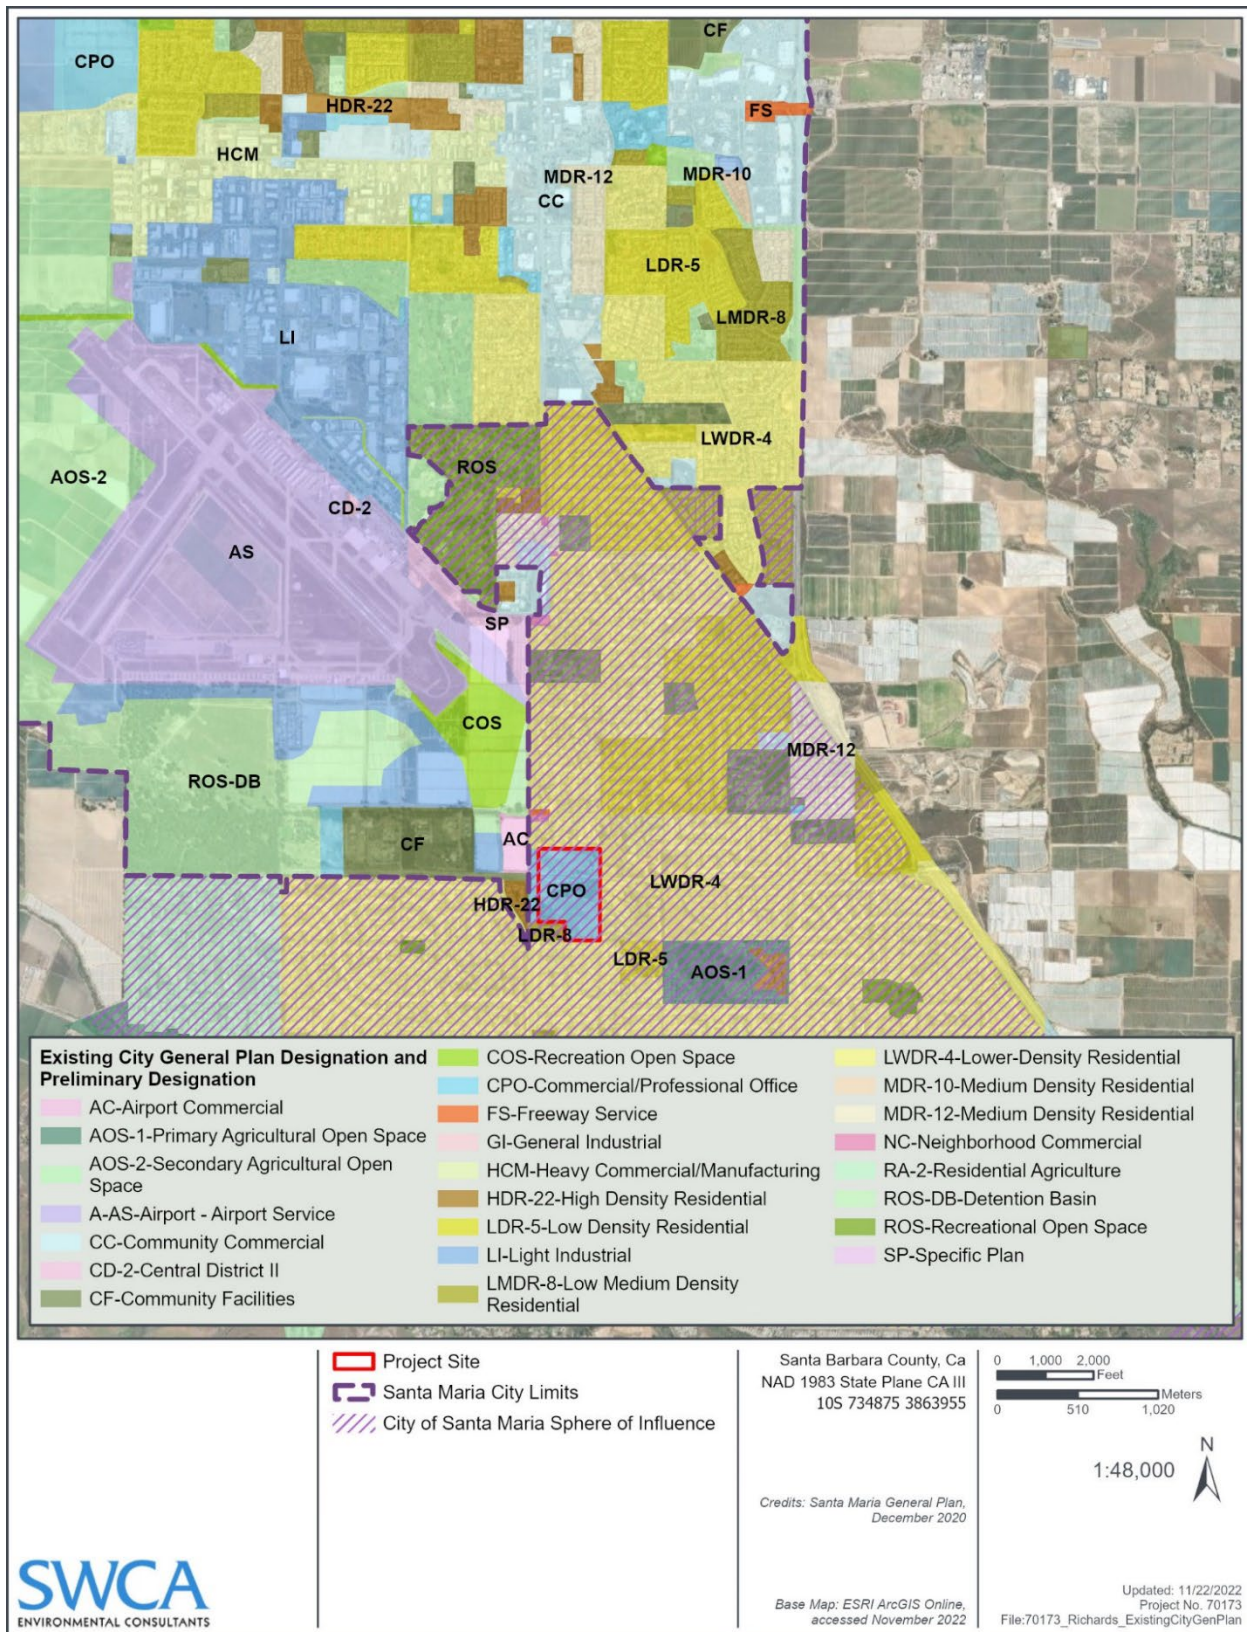 CF
CPO
HDR-22
FS
HCM
MDR-12
MDR-10
CC
LDR-5
LMDR-8
LI
LWDR-4
ROS
AOS-2
CD-2
AS
SP
COS
MDR-12
ROS-DB
AC
CF
CPO
LWDR-4
HDR-22
LDR-8
LDR-5
AOS-1
Existing City General Plan Designation and
Preliminary Designation
AC-Airport Commercial
AOS-1-Primary Agricultural Open Space
AOS-2-Secondary Agricultural Open
Space
A-AS-Airport - Airport Service
CC-Community Commercial
CD-2-Central District II
CF-Community Facilities
COS-Recreation Open Space
CPO-Commercial/Professional Office
FS-Freeway Service
GI-General Industrial
HCM-Heavy Commercial/Manufacturing
HDR-22-High Density Residential
LDR-5-Low Density Residential
LI-Light Industrial
LMDR-8-Low Medium Density
Residential
LWDR-4-Lower-Density Residential
MDR-10-Medium Density Residential
MDR-12-Medium Density Residential
NC-Neighborhood Commercial
RA-2-Residential Agriculture
ROS-DB-Detention Basin
ROS-Recreational Open Space
SP-Specific Plan
Project Site
Santa Maria City Limits
City of Santa Maria Sphere of Influence
Santa Barbara County, Ca
NAD 1983 State Plane CA III
10S 734875 3863955
Credits: Santa Maria General Plan,
December 2020
Base Map: ESRI ArcGIS Online,
accessed November 2022
0 1,000 2,000
Feet
Meters
0 510 1,020
N
1:48,000
Updated: 11/22/2022
Project No. 70173
File:70173_Richards_ExistingCityGenPlan
SWCA
ENVIRONMENTAL CONSULTANTS